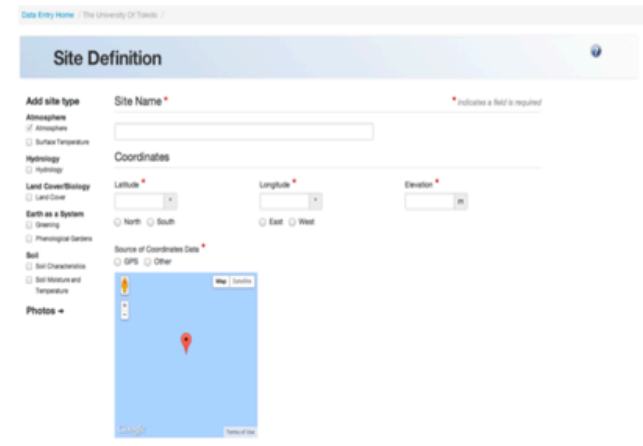 Data Entry Home / The University Of Toledo /
Site Definition
Add site type
Atmosphere
Atmosphere
Surface Temperature
Hydrology
Hydrology
Land Cover/Biology
Land Cover
Earth as a System
Greening
Phenological Gardens
Soil
Soil Characteristics
Soil Moisture and
Temperature
Photos →
Site Name *
* indicates a field is required
Coordinates
Latitude *
Longitude *
Elevation *
°
°
m
North South
East West
Source of Coordinates Data *
GPS Other
Map Satellite
+
-
Google
Terms of Use